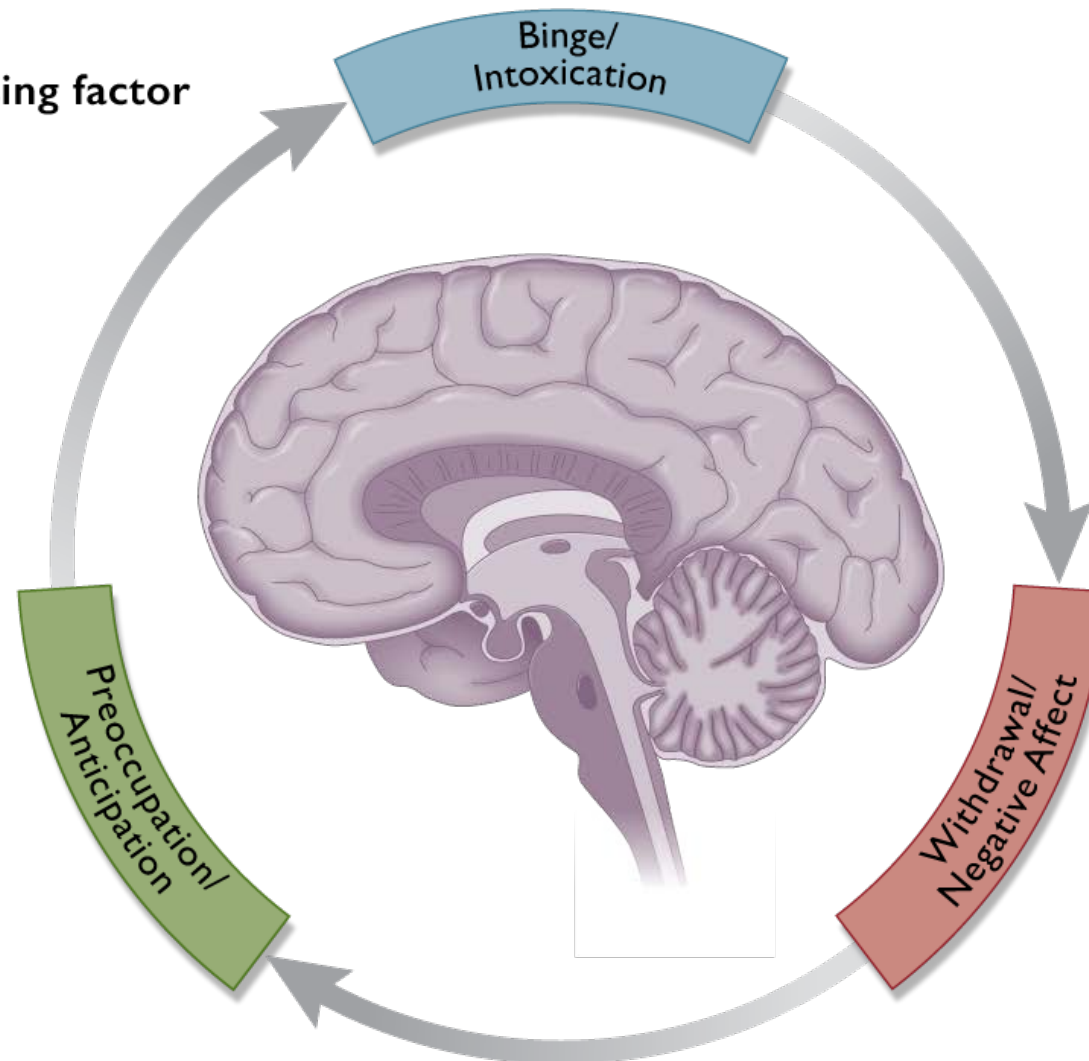 Binge/
Intoxication
ing factor
Withdrawal/
Negative Affect
Preoccupation/
Anticipation